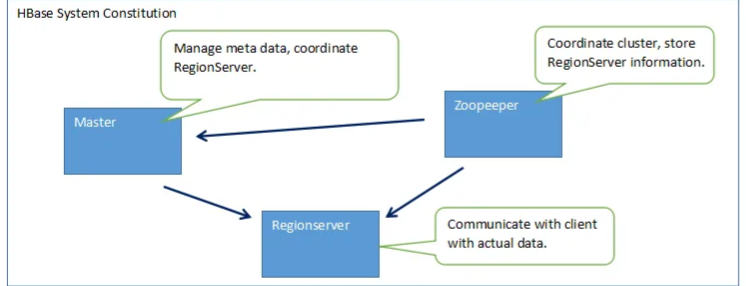 HBase System Constitution
Manage meta data, coordinate
RegionServer.
Coordinate cluster, store
RegionServer information.
Master
Zoopeeper
Regionserver
Communicate with client
with actual data.